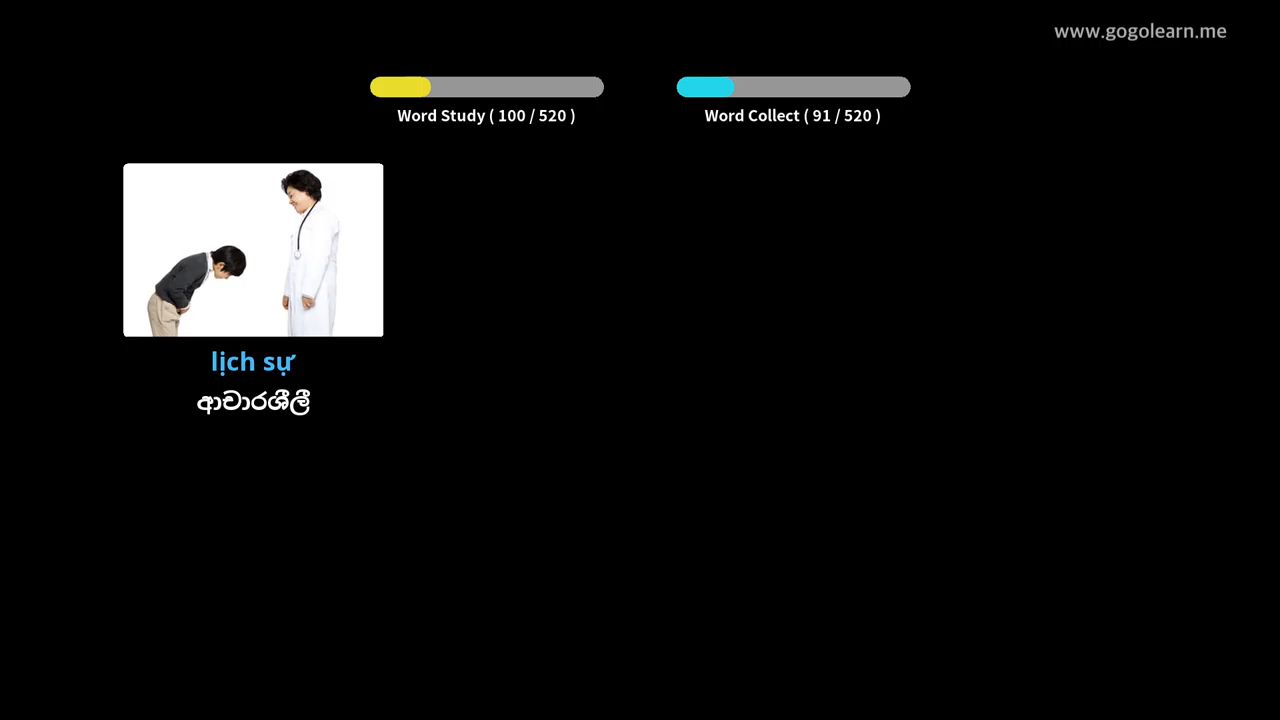 www.gogolearn.me
Word Study ( 100 / 520 )
Word Collect ( 91 / 520 )
lịch sự
ආචාරශීලී